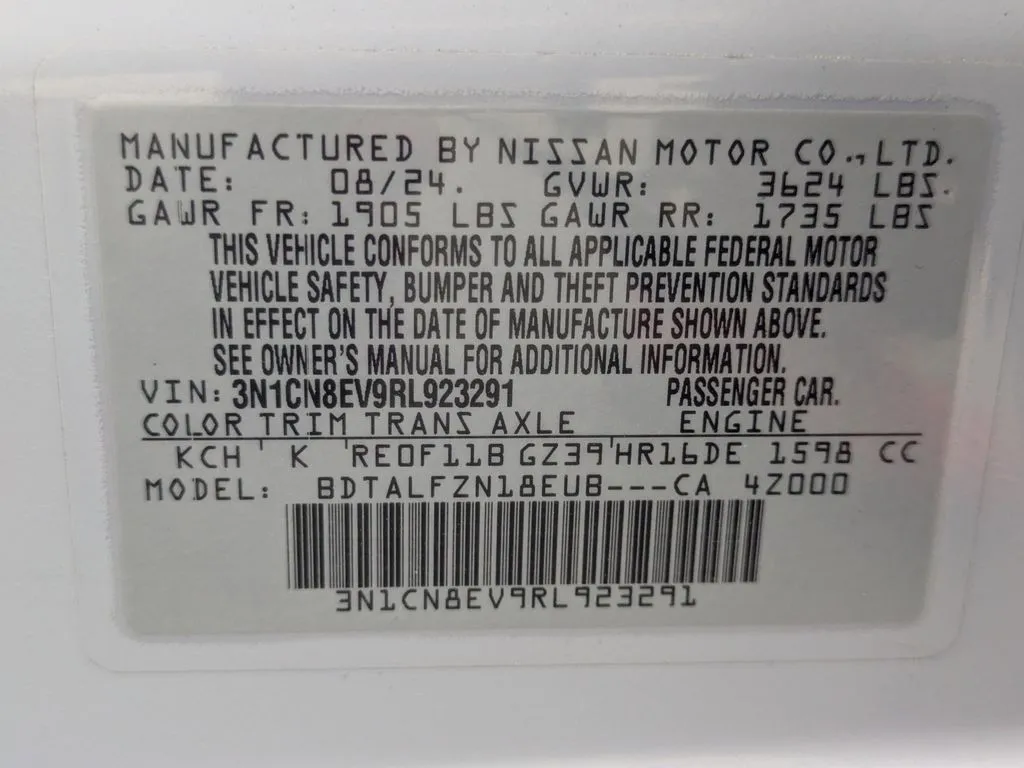 MANUFACTURED BY NISSAN MOTOR CO.,LTD.
DATE: 08/24. GVWR: 3624 LBS.
GAWR FR: 1905 LBS GAWR RR: 1735 LBS
THIS VEHICLE CONFORMS TO ALL APPLICABLE FEDERAL MOTOR
VEHICLE SAFETY, BUMPER AND THEFT PREVENTION STANDARDS
IN EFFECT ON THE DATE OF MANUFACTURE SHOWN ABOVE.
SEE OWNER'S MANUAL FOR ADDITIONAL INFORMATION.
VIN: 3N1CN8EV9RL923291 PASSENGER CAR.
COLOR TRIM TRANS AXLE ENGINE
KCH ' K ' RE0F11B GZ39 ' HR16DE 1598 CC
MODEL: BDTALFZN18EUB---CA 4Z000
3N1CN8EV9RL923291